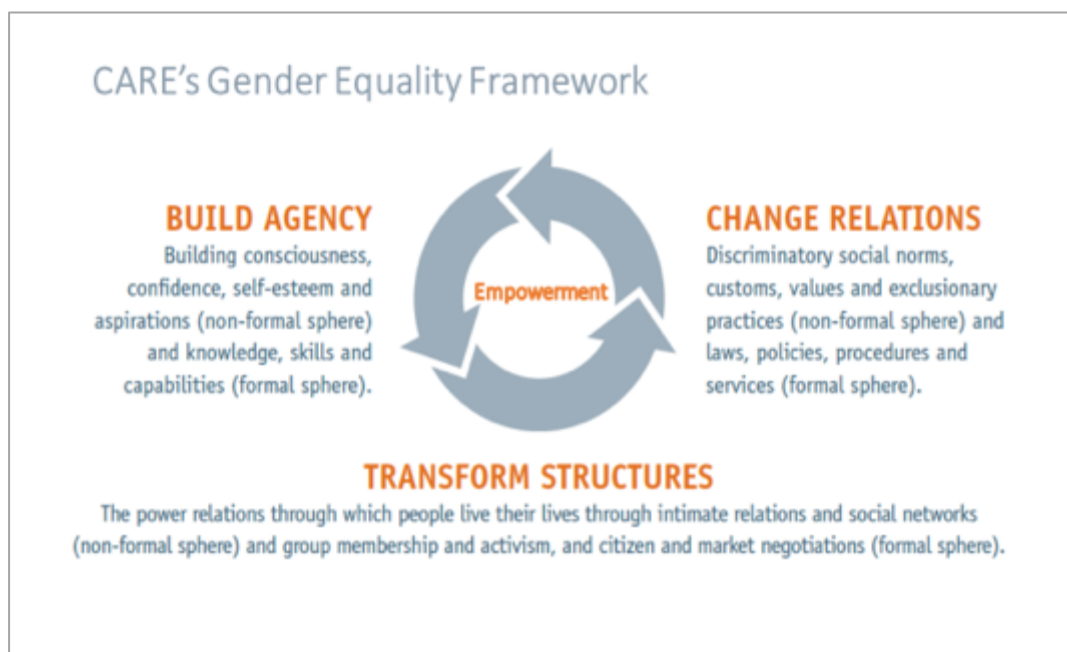 CARE's Gender Equality Framework
BUILD AGENCY
Building consciousness,
confidence, self-esteem and
aspirations (non-formal sphere)
and knowledge, skills and
capabilities (formal sphere).
Empowerment
CHANGE RELATIONS
Discriminatory social norms,
customs, values and exclusionary
practices (non-formal sphere) and
laws, policies, procedures and
services (formal sphere).
TRANSFORM STRUCTURES
The power relations through which people live their lives through intimate relations and social networks
(non-formal sphere) and group membership and activism, and citizen and market negotiations (formal sphere).